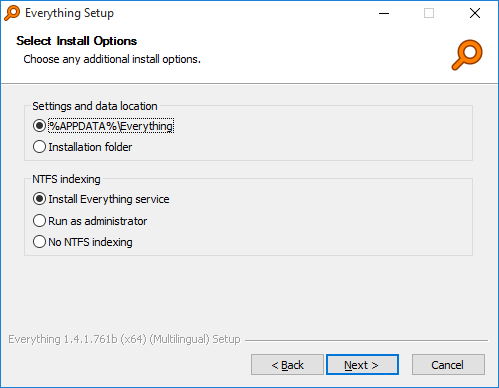 Everything Setup
Select Install Options
Choose any additional install options.
Settings and data location
%APPDATA%\Everything
Installation folder
NTFS indexing
Install Everything service
Run as administrator
No NTFS indexing
Everything 1.4.1.761b (x64) (Multilingual) Setup
< Back Next > Cancel